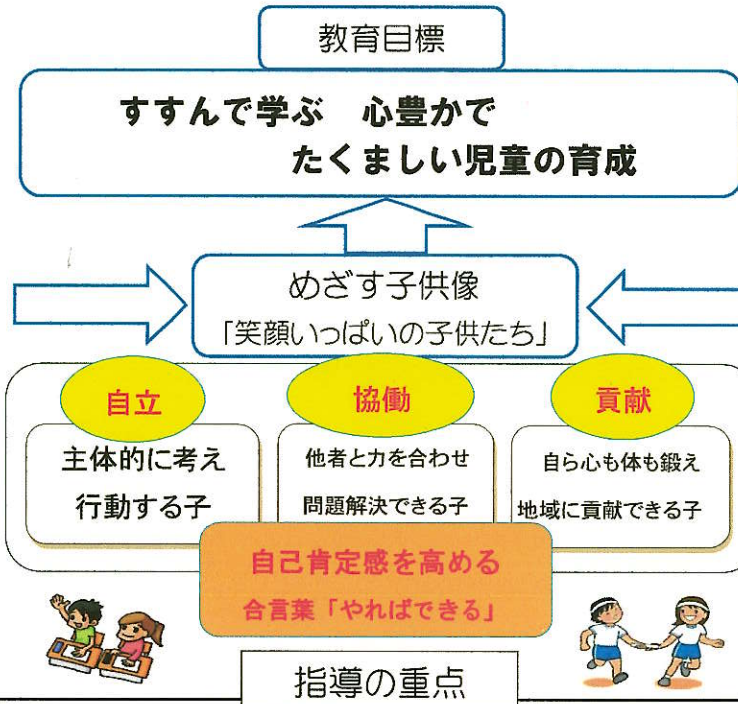 教育目標
すすんで学ぶ　心豊かで
たくましい児童の育成
めざす子供像
「笑顔いっぱいの子供たち」
自立
主体的に考え
行動する子
協働
他者と力を合わせ
問題解決できる子
貢献
自ら心も体も鍛え
地域に貢献できる子
自己肯定感を高める
合言葉「やればできる」
指導の重点